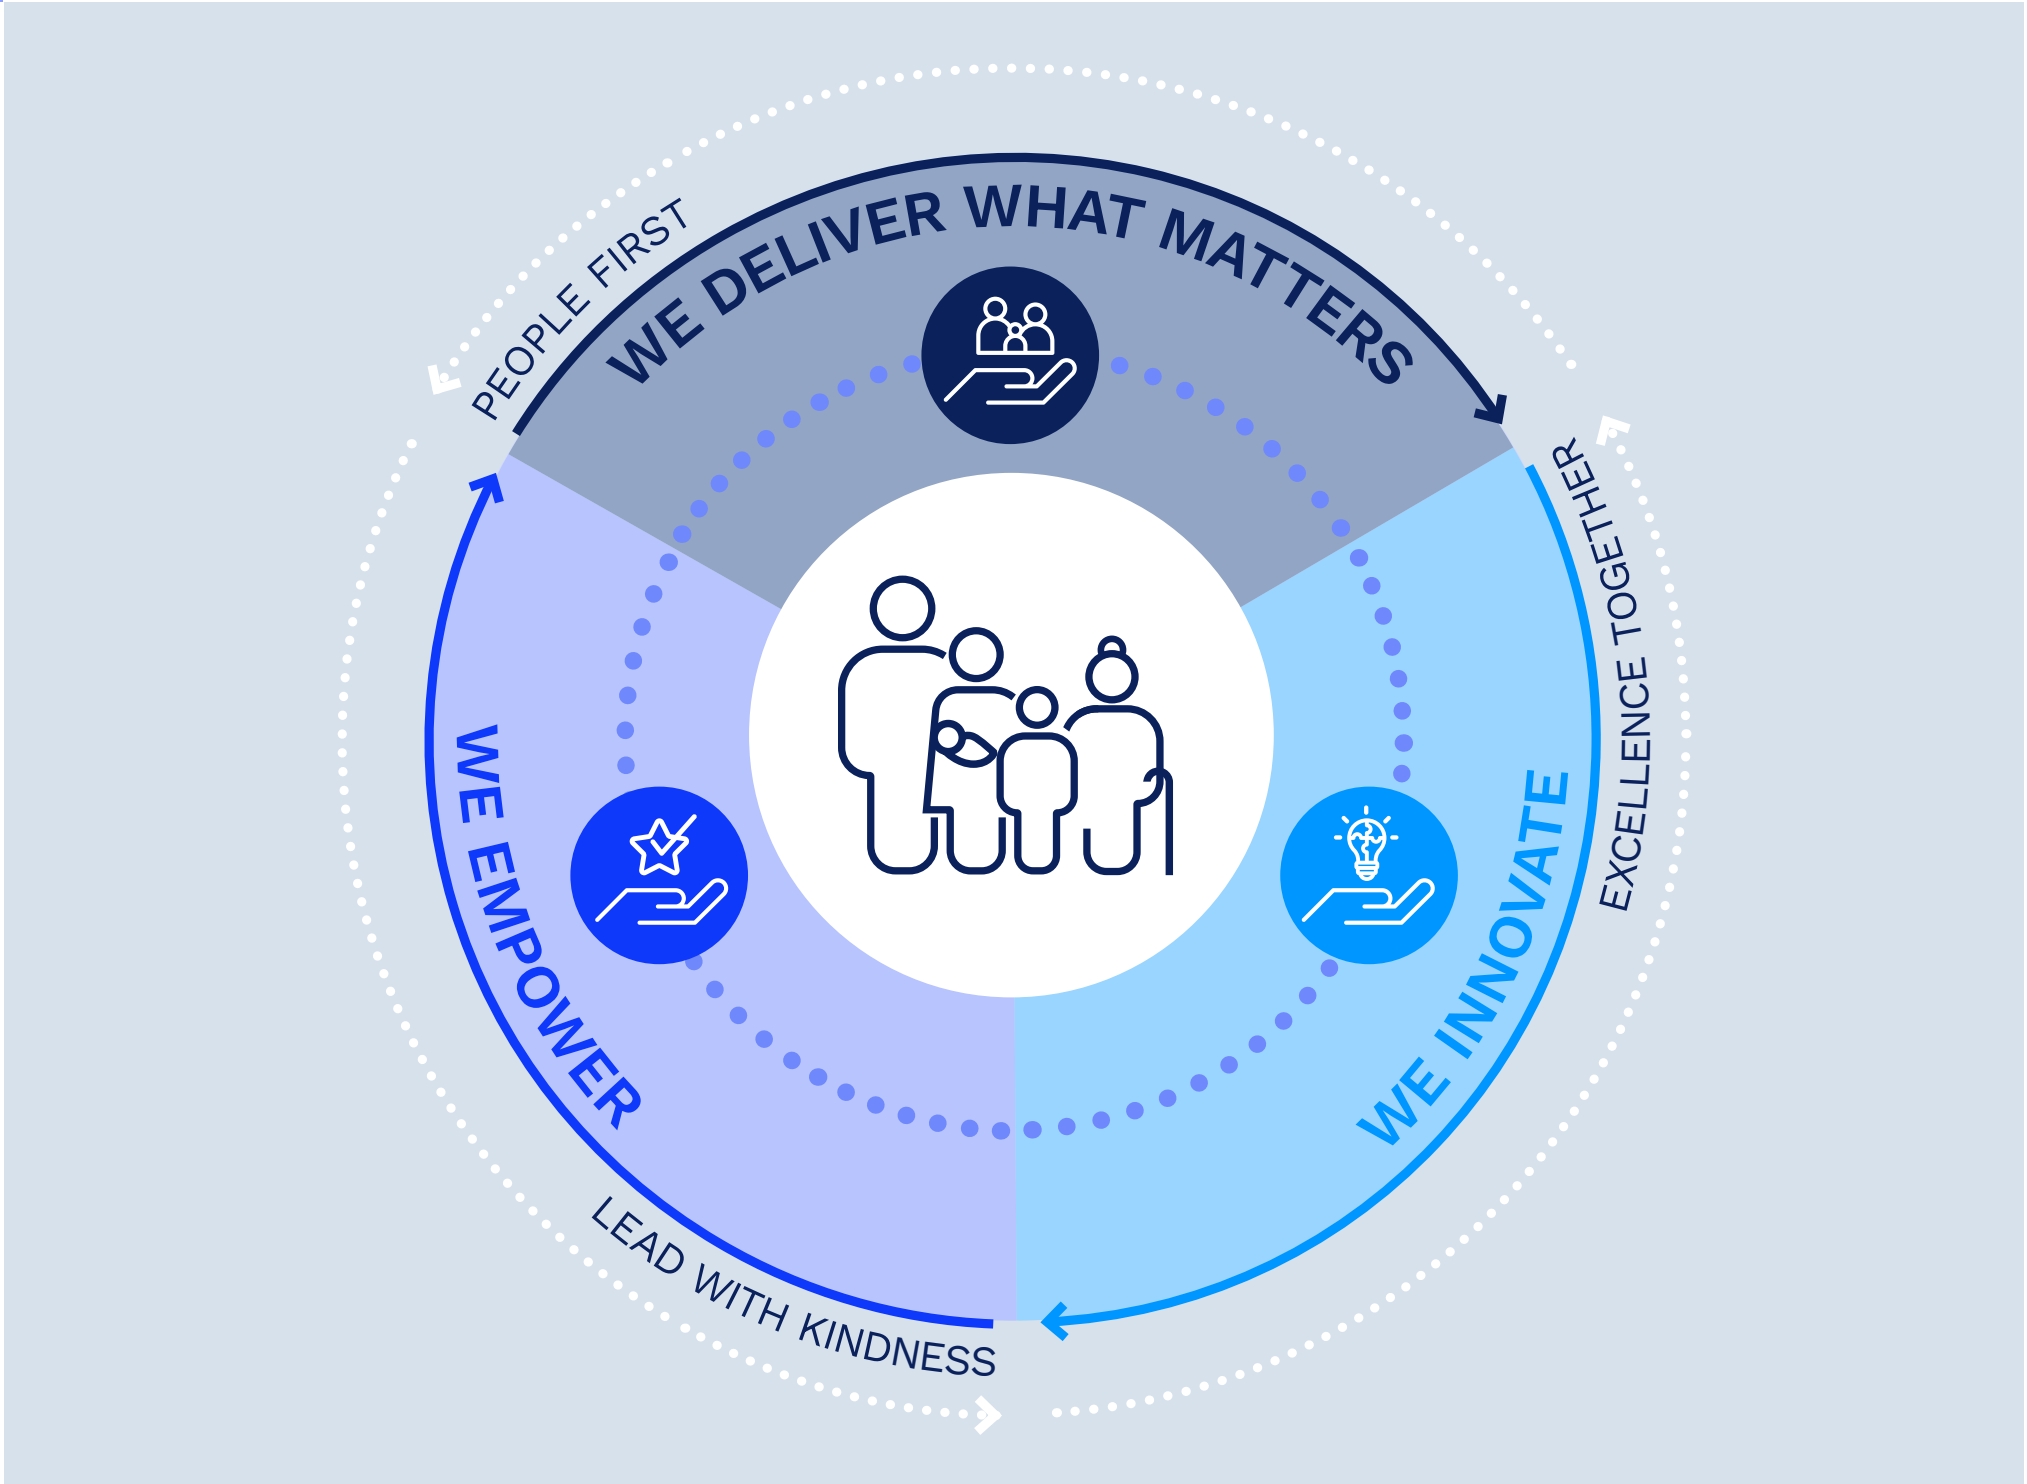 PEOPLE FIRST
WE DELIVER WHAT MATTERS
EXCELLENCE TOGETHER
WE INNOVATE
WE EMPOWER
LEAD WITH KINDNESS